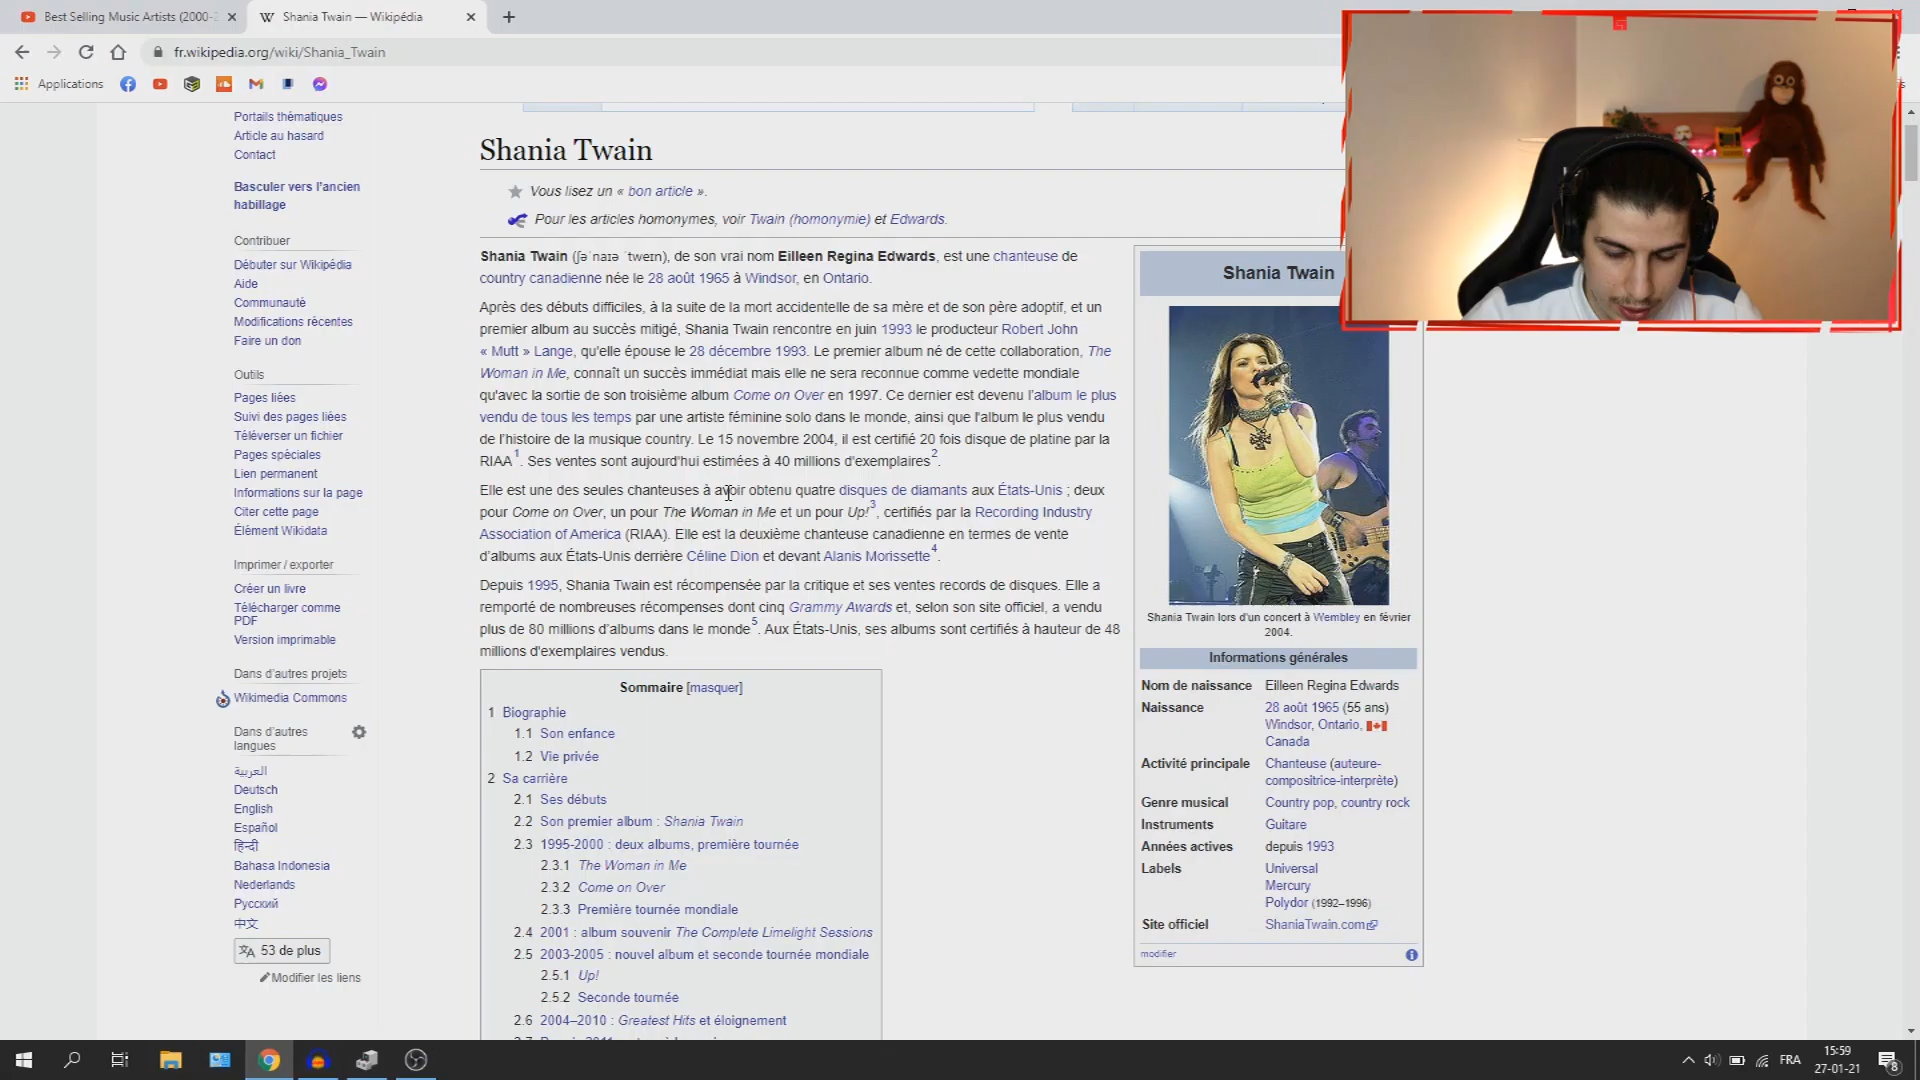 Best Selling Music Artists (2000-
Shania Twain — Wikipédia
fr.wikipedia.org/wiki/Shania_Twain
Applications
Portails thématiques
Article au hasard
Contact
Basculer vers l'ancien
habillage
Contribuer
Débuter sur Wikipédia
Aide
Communauté
Modifications récentes
Faire un don
Outils
Pages liées
Suivi des pages liées
Téléverser un fichier
Pages spéciales
Lien permanent
Informations sur la page
Citer cette page
Élément Wikidata
Imprimer / exporter
Créer un livre
Télécharger comme
PDF
Version imprimable
Dans d'autres projets
Wikimedia Commons
Dans d'autres
langues
العربية
Deutsch
English
Español
हिन्दी
Bahasa Indonesia
Nederlands
Русский
中文
53 de plus
Modifier les liens
Shania Twain
Vous lisez un « bon article ».
Pour les articles homonymes, voir Twain (homonymie) et Edwards.
Shania Twain (ʃəˈnaɪə ˈtweɪn), de son vrai nom Eilleen Regina Edwards, est une chanteuse de
country canadienne née le 28 août 1965 à Windsor, en Ontario.
Après des débuts difficiles, à la suite de la mort accidentelle de sa mère et de son père adoptif, et un
premier album au succès mitigé, Shania Twain rencontre en juin 1993 le producteur Robert John
« Mutt » Lange, qu'elle épouse le 28 décembre 1993. Le premier album né de cette collaboration, The
Woman in Me, connaît un succès immédiat mais elle ne sera reconnue comme vedette mondiale
qu'avec la sortie de son troisième album Come on Over en 1997. Ce dernier est devenu l'album le plus
vendu de tous les temps par une artiste féminine solo dans le monde, ainsi que l'album le plus vendu
de l'histoire de la musique country. Le 15 novembre 2004, il est certifié 20 fois disque de platine par la
RIAA1. Ses ventes sont aujourd'hui estimées à 40 millions d'exemplaires2.
Elle est une des seules chanteuses à avoir obtenu quatre disques de diamants aux États-Unis ; deux
pour Come on Over, un pour The Woman in Me et un pour Up!3, certifiés par la Recording Industry
Association of America (RIAA). Elle est la deuxième chanteuse canadienne en termes de vente
d'albums aux États-Unis derrière Céline Dion et devant Alanis Morissette4.
Depuis 1995, Shania Twain est récompensée par la critique et ses ventes records de disques. Elle a
remporté de nombreuses récompenses dont cinq Grammy Awards et, selon son site officiel, a vendu
plus de 80 millions d'albums dans le monde5. Aux États-Unis, ses albums sont certifiés à hauteur de 48
millions d'exemplaires vendus.
Sommaire [masquer]
1 Biographie
1.1 Son enfance
1.2 Vie privée
2 Sa carrière
2.1 Ses débuts
2.2 Son premier album : Shania Twain
2.3 1995-2000 : deux albums, première tournée
2.3.1 The Woman in Me
2.3.2 Come on Over
2.3.3 Première tournée mondiale
2.4 2001 : album souvenir The Complete Limelight Sessions
2.5 2003-2005 : nouvel album et seconde tournée mondiale
2.5.1 Up!
2.5.2 Seconde tournée
2.6 2004–2010 : Greatest Hits et éloignement
Shania Twain
Shania Twain lors d'un concert à Wembley en février
2004.
Informations générales
Nom de naissance Eilleen Regina Edwards
Naissance 28 août 1965 (55 ans)
Windsor, Ontario,
Canada
Activité principale Chanteuse (auteure-
compositrice-interprète)
Genre musical Country pop, country rock
Instruments Guitare
Années actives depuis 1993
Labels Universal
Mercury
Polydor (1992–1996)
Site officiel ShaniaTwain.com
modifier
FRA
15:59
27-01-21
8